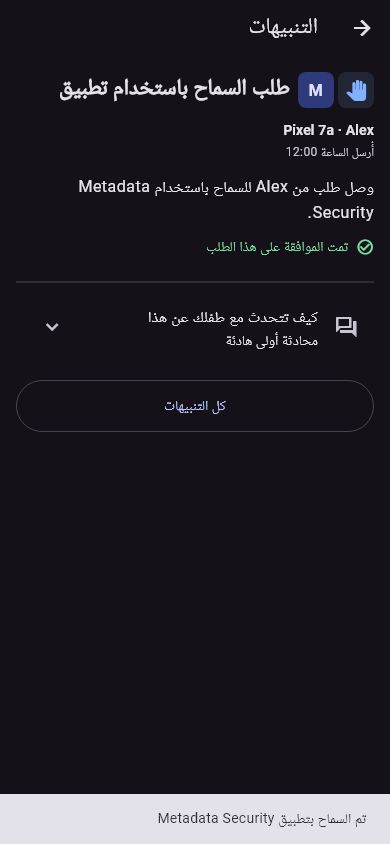 التنبيهات
طلب السماح باستخدام تطبيق
M
Pixel 7a · Alex
أُرسل الساعة 12:00
وصل طلب من Alex للسماح باستخدام Metadata
Security.
تمت الموافقة على هذا الطلب
كيف تتحدث مع طفلك عن هذا
محادثة أولى هادئة
كل التنبيهات
تم السماح بتطبيق Metadata Security